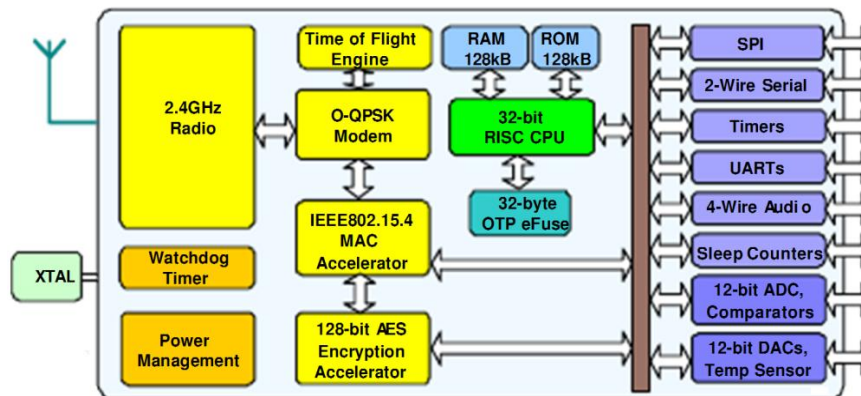 2.4GHz
Radio
Time of Flight
Engine
O-QPSK
Modem
IEEE802.15.4
MAC
Accelerator
128-bit AES
Encryption
Accelerator
XTAL
Watchdog
Timer
Power
Management
RAM
128kB
ROM
128kB
32-bit
RISC CPU
32-byte
OTP eFuse
SPI
2-Wire Serial
Timers
UARTs
4-Wire Audio
Sleep Counters
12-bit ADC,
Comparators
12-bit DACs,
Temp Sensor